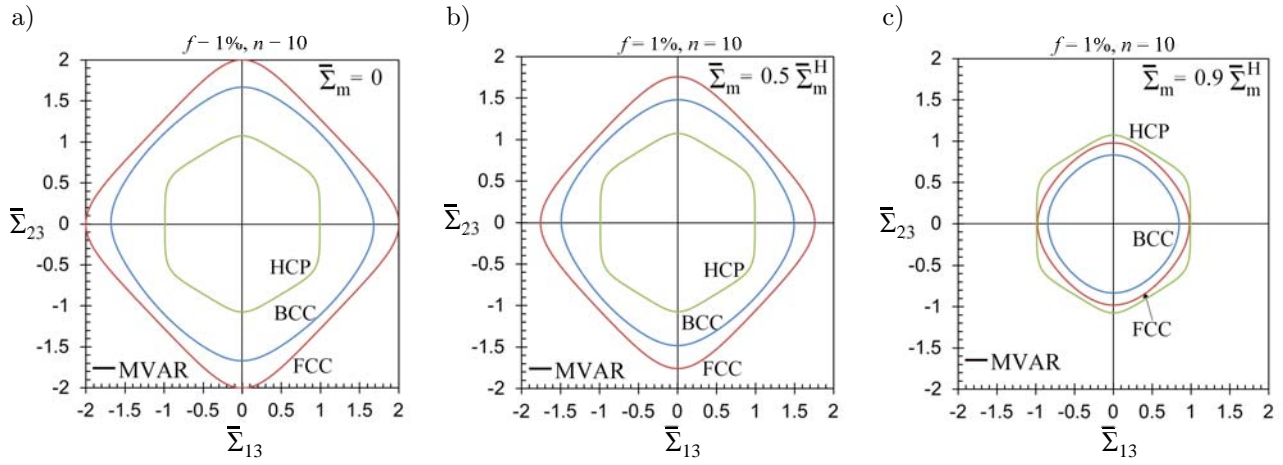 a)
f – 1%, n – 10
Σ̅m = 0
2
1.5
1
0.5
0
-0.5
-1
-1.5
-2
Σ̅23
HCP
BCC
FCC
MVAR
-2 -1.5 -1 -0.5 0 0.5 1 1.5 2
Σ̅13
b)
f = 1%, n = 10
Σ̅m = 0.5 Σ̅mH
2
1.5
1
0.5
0
-0.5
-1
-1.5
-2
Σ̅23
HCP
BCC
FCC
MVAR
-2 -1.5 -1 -0.5 0 0.5 1 1.5 2
Σ̅13
c)
f – 1%, n – 10
Σ̅m = 0.9 Σ̅mH
2
1.5
1
0.5
0
-0.5
-1
-1.5
-2
Σ̅23
HCP
BCC
FCC
MVAR
-2 -1.5 -1 -0.5 0 0.5 1 1.5 2
Σ̅13